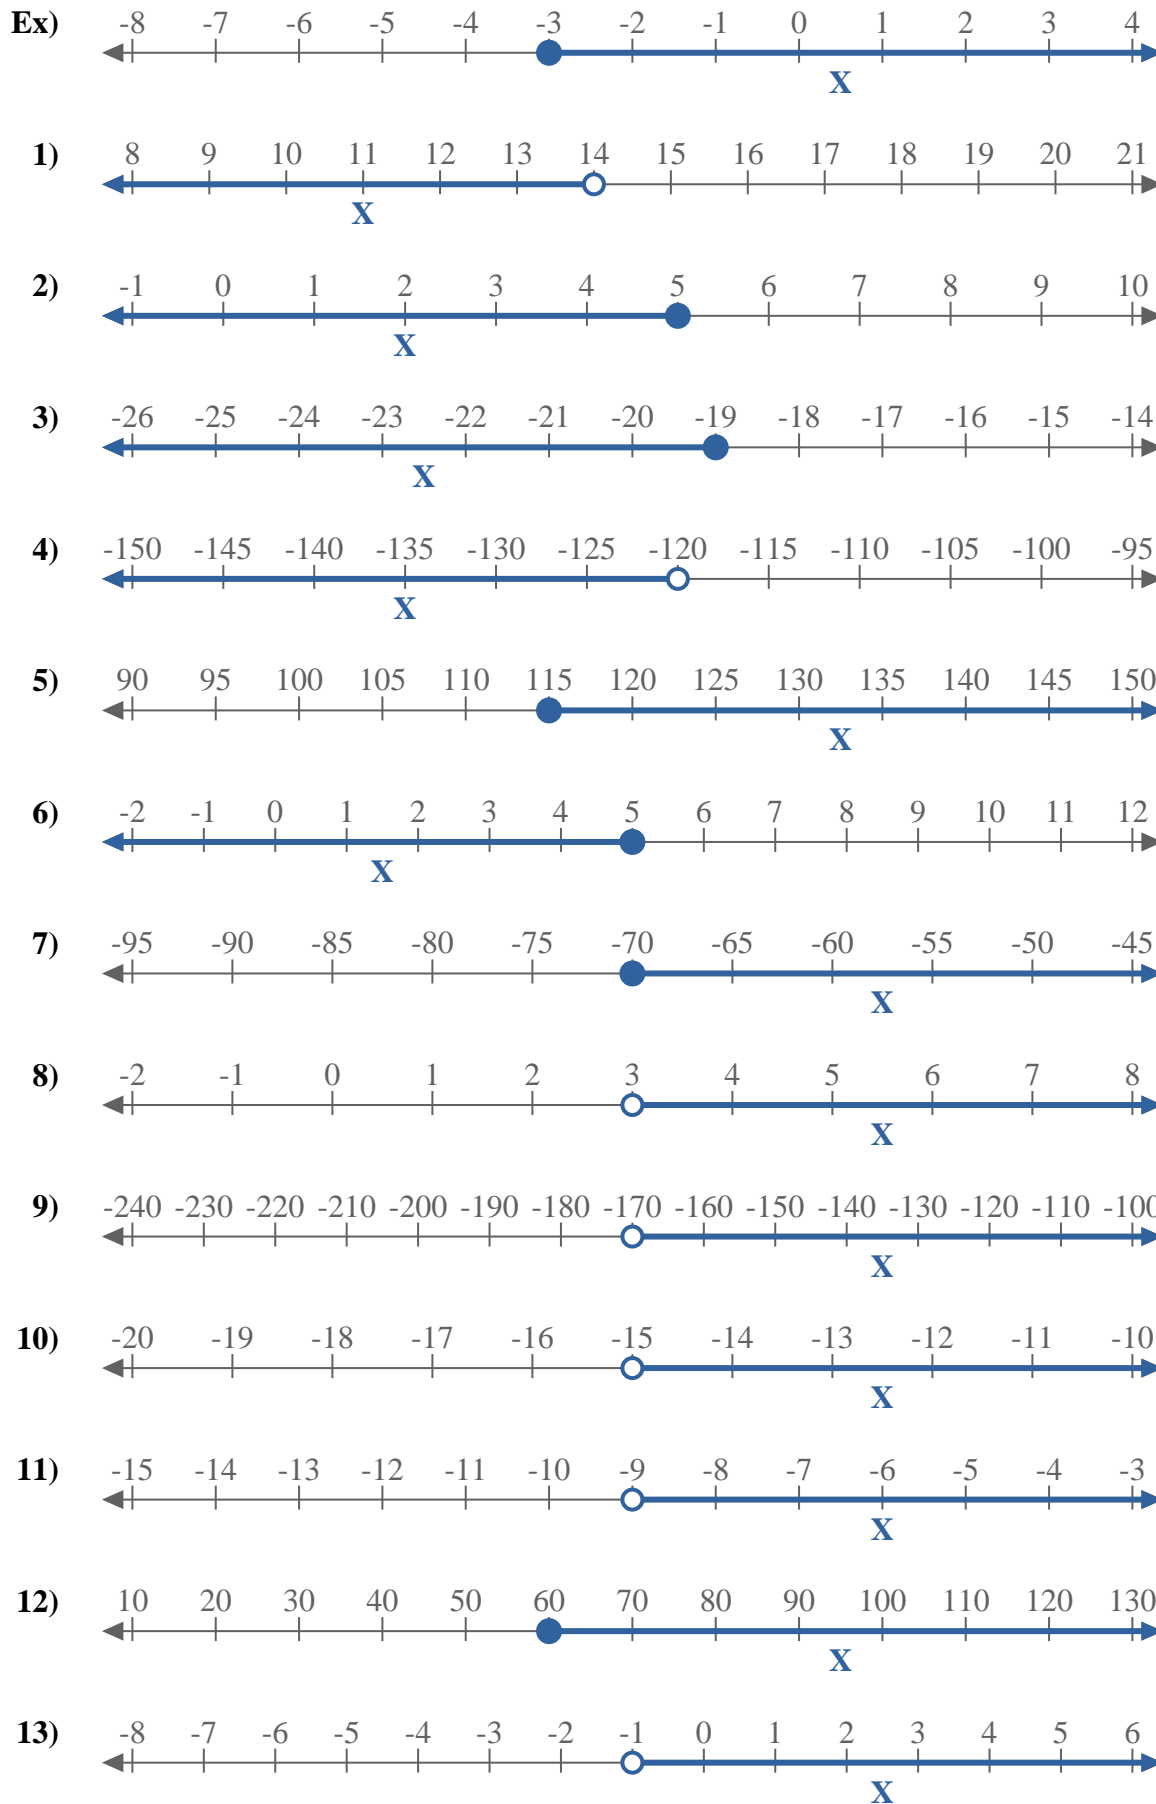 Ex) -8 -7 -6 -5 -4 -3 -2 -1 0 1 2 3 4
X
1) 8 9 10 11 12 13 14 15 16 17 18 19 20 21
X
2) -1 0 1 2 3 4 5 6 7 8 9 10
X
3) -26 -25 -24 -23 -22 -21 -20 -19 -18 -17 -16 -15 -14
X
4) -150 -145 -140 -135 -130 -125 -120 -115 -110 -105 -100 -95
X
5) 90 95 100 105 110 115 120 125 130 135 140 145 150
X
6) -2 -1 0 1 2 3 4 5 6 7 8 9 10 11 12
X
7) -95 -90 -85 -80 -75 -70 -65 -60 -55 -50 -45
X
8) -2 -1 0 1 2 3 4 5 6 7 8
X
9) -240 -230 -220 -210 -200 -190 -180 -170 -160 -150 -140 -130 -120 -110 -100
X
10) -20 -19 -18 -17 -16 -15 -14 -13 -12 -11 -10
X
11) -15 -14 -13 -12 -11 -10 -9 -8 -7 -6 -5 -4 -3
X
12) 10 20 30 40 50 60 70 80 90 100 110 120 130
X
13) -8 -7 -6 -5 -4 -3 -2 -1 0 1 2 3 4 5 6
X